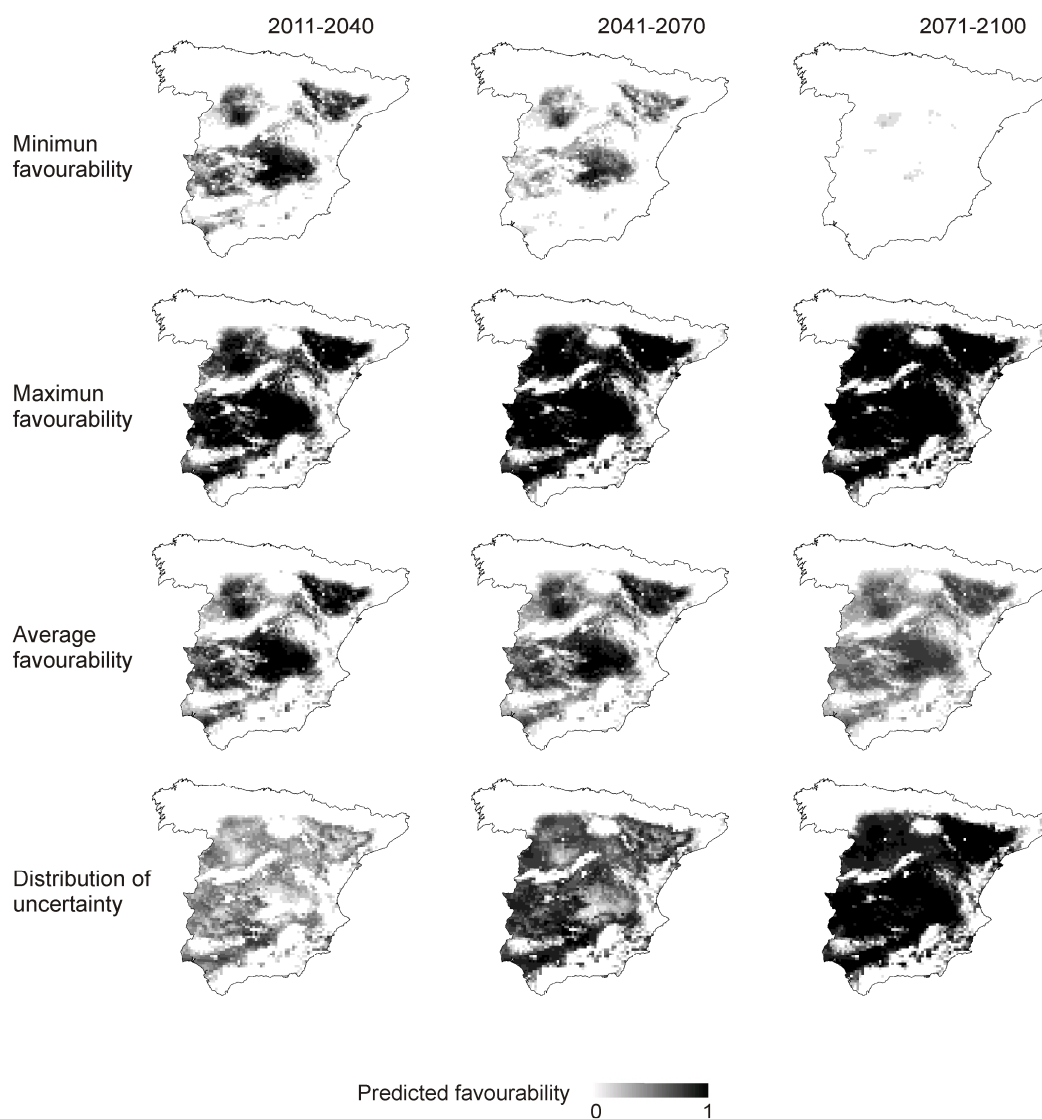 2011-2040 2041-2070 2071-2100
Minimun
favourability
Maximun
favourability
Average
favourability
Distribution of
uncertainty
Predicted favourability
0 1